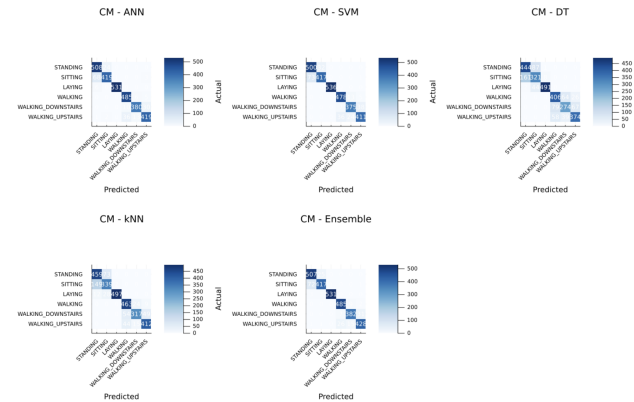 CM - ANN
CM - SVM
CM - DT
STANDING
SITTING
LAYING
WALKING
WALKING_DOWNSTAIRS
WALKING_UPSTAIRS
508
419
531
485
380
419
500
400
300
200
100
0
Actual
STANDING
SITTING
LAYING
WALKING
WALKING_DOWNSTAIRS
WALKING_UPSTAIRS
Predicted
STANDING
SITTING
LAYING
WALKING
WALKING_DOWNSTAIRS
WALKING_UPSTAIRS
500
536
478
375
500
400
300
200
100
0
Actual
STANDING
SITTING
LAYING
WALKING
WALKING_DOWNSTAIRS
WALKING_UPSTAIRS
Predicted
STANDING
SITTING
LAYING
WALKING
WALKING_DOWNSTAIRS
WALKING_UPSTAIRS
444
321
406
274
374
450
400
350
300
250
200
150
100
50
0
STANDING
SITTING
LAYING
WALKING
WALKING_DOWNSTAIRS
WALKING_UPSTAIRS
Predicted
CM - kNN
CM - Ensemble
STANDING
SITTING
LAYING
WALKING
WALKING_DOWNSTAIRS
WALKING_UPSTAIRS
459
339
497
317
412
450
400
350
300
250
200
150
100
50
0
Actual
STANDING
SITTING
LAYING
WALKING
WALKING_DOWNSTAIRS
WALKING_UPSTAIRS
Predicted
STANDING
SITTING
LAYING
WALKING
WALKING_DOWNSTAIRS
WALKING_UPSTAIRS
507
531
485
382
500
400
300
200
100
0
STANDING
SITTING
LAYING
WALKING
WALKING_DOWNSTAIRS
WALKING_UPSTAIRS
Predicted